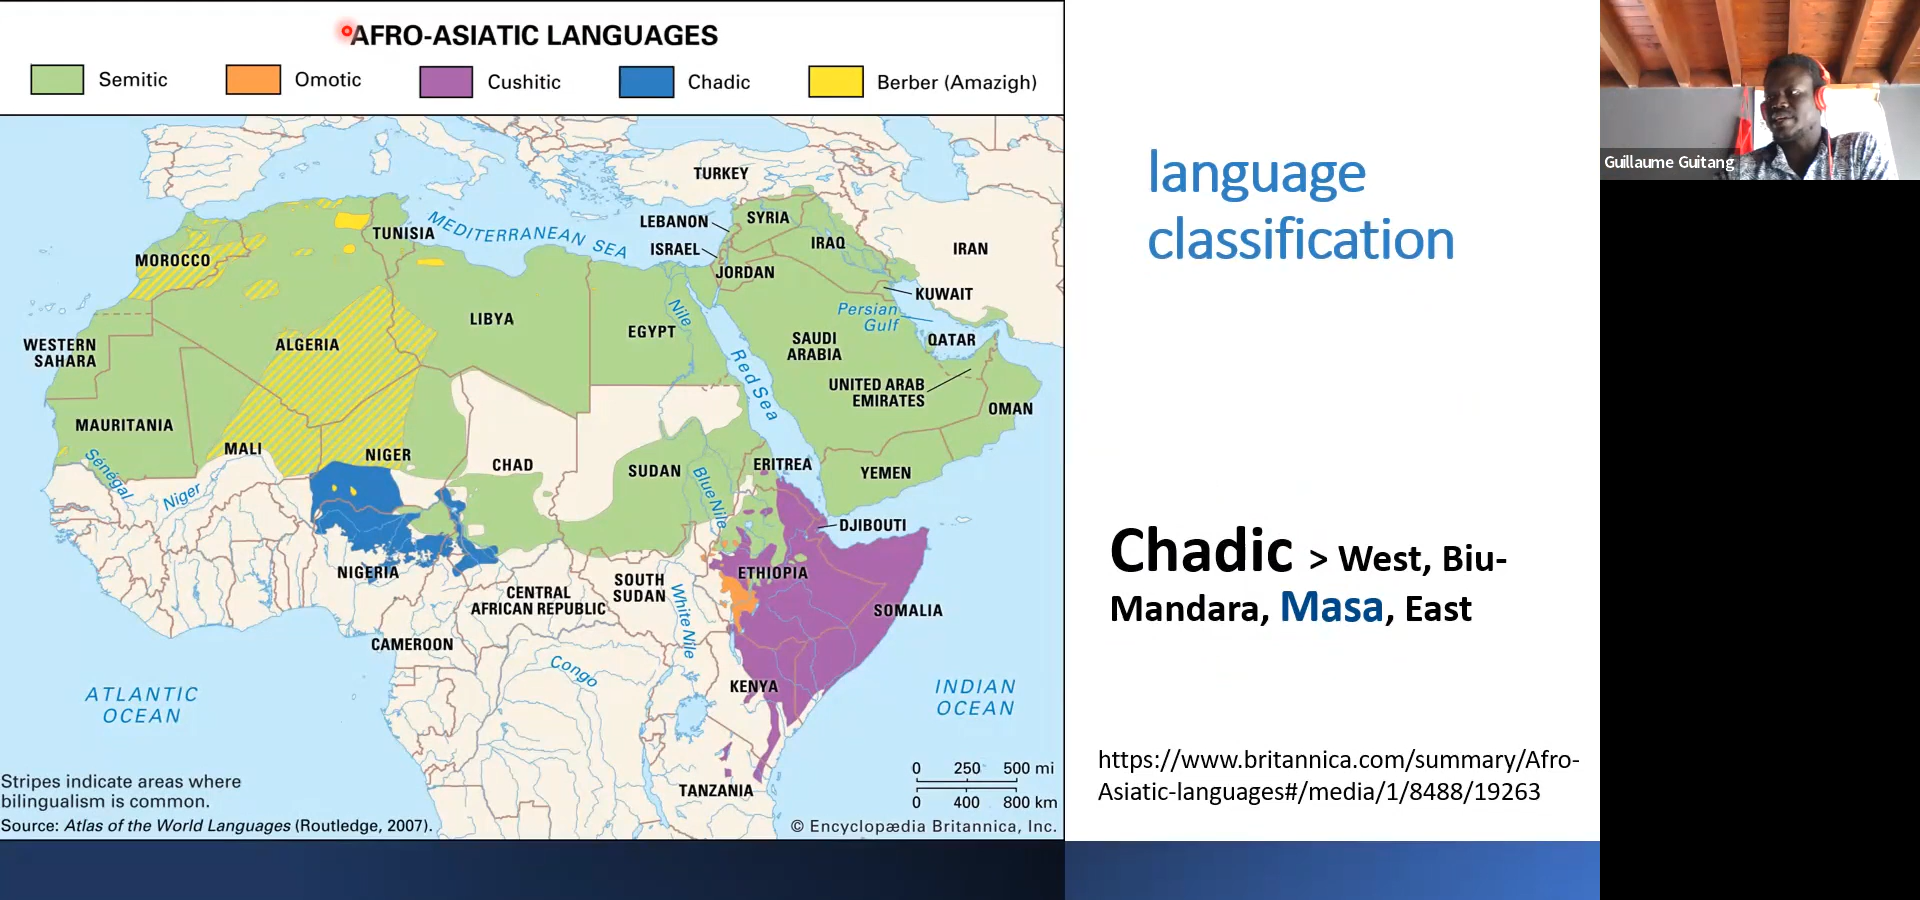 AFRO-ASIATIC LANGUAGES
Semitic
Omotic
Cushitic
Chadic
Berber (Amazigh)
TURKEY
LEBANON
SYRIA
TUNISIA
MEDITERRANEAN SEA
ISRAEL
IRAQ
IRAN
MOROCCO
JORDAN
KUWAIT
Nile
Persian
Gulf
LIBYA
EGYPT
WESTERN
SAHARA
ALGERIA
SAUDI
ARABIA
QATAR
Red Sea
UNITED ARAB
EMIRATES
OMAN
MAURITANIA
MALI
NIGER
CHAD
SUDAN
ERITREA
YEMEN
Sénégal
Niger
Blue Nile
DJIBOUTI
NIGERIA
ETHIOPIA
CENTRAL
AFRICAN REPUBLIC
SOUTH
SUDAN
White Nile
SOMALIA
CAMEROON
Congo
KENYA
ATLANTIC
OCEAN
INDIAN
OCEAN
TANZANIA
0 250 500 mi
0 400 800 km
Stripes indicate areas where
bilingualism is common.
Source: Atlas of the World Languages (Routledge, 2007).
© Encyclopædia Britannica, Inc.
language
classification
Chadic > West, Biu-
Mandara, Masa, East
https://www.britannica.com/summary/Afro-
Asiatic-languages#/media/1/8488/19263
Guillaume Guitang